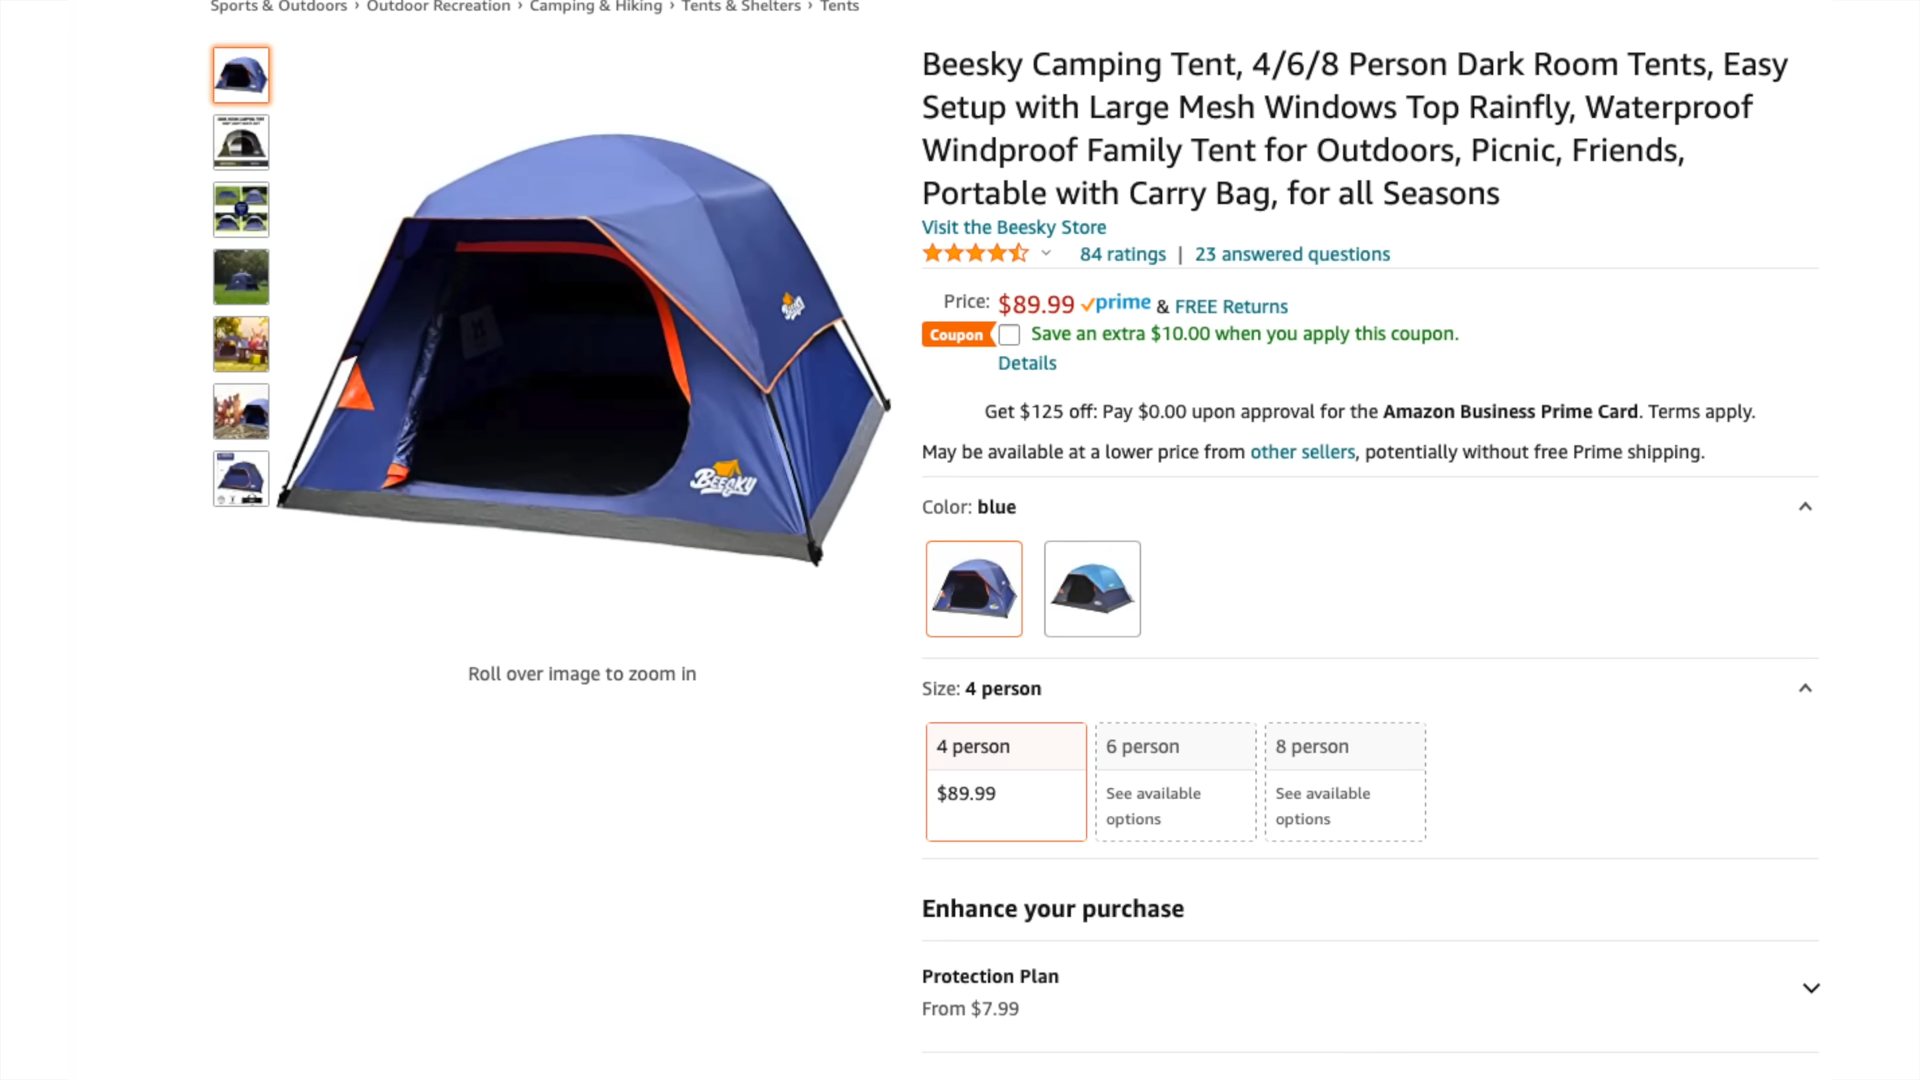 Sports & Outdoors › Outdoor Recreation › Camping & Hiking › Tents & Shelters › Tents
Beesky Camping Tent, 4/6/8 Person Dark Room Tents, Easy
Setup with Large Mesh Windows Top Rainfly, Waterproof
Windproof Family Tent for Outdoors, Picnic, Friends,
Portable with Carry Bag, for all Seasons
Visit the Beesky Store
84 ratings | 23 answered questions
Price: $89.99 prime & FREE Returns
Coupon Save an extra $10.00 when you apply this coupon.
Details
Get $125 off: Pay $0.00 upon approval for the Amazon Business Prime Card. Terms apply.
May be available at a lower price from other sellers, potentially without free Prime shipping.
BEESKY
Roll over image to zoom in
Color: blue
Size: 4 person
4 person
$89.99
6 person
See available
options
8 person
See available
options
Enhance your purchase
Protection Plan
From $7.99